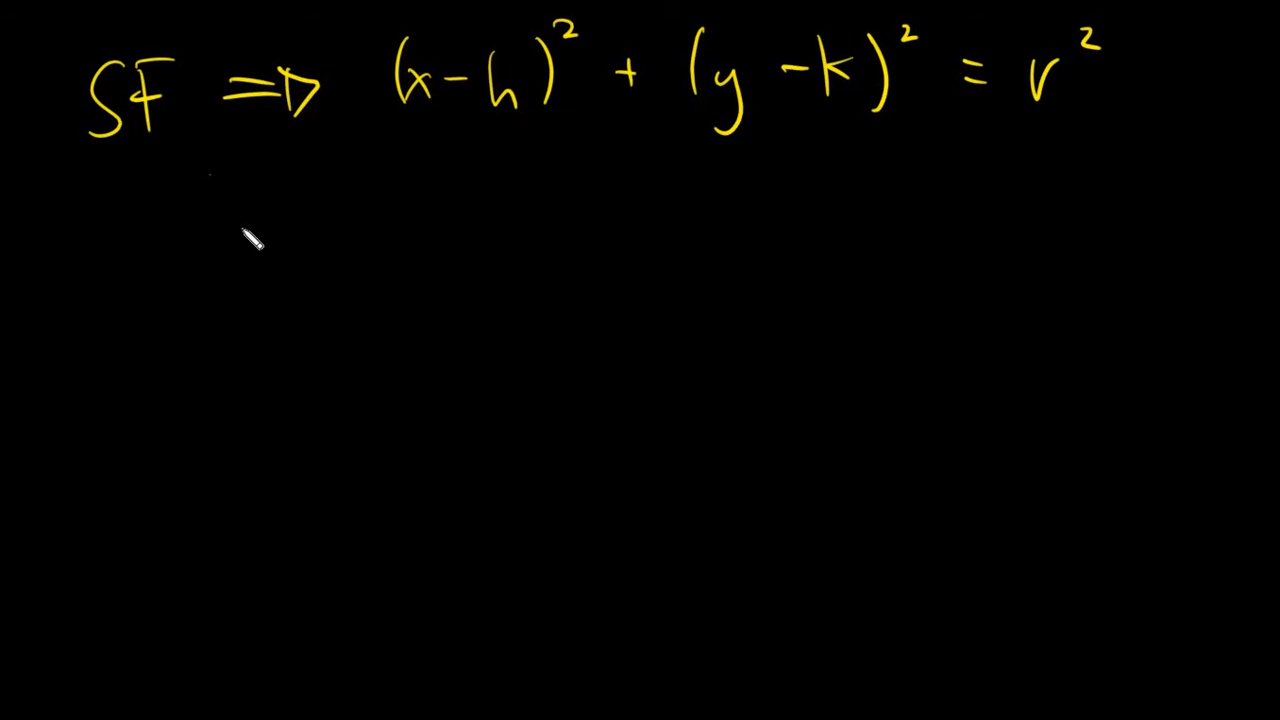 SF ⇒ (x-h)² + (y-k)² = r²